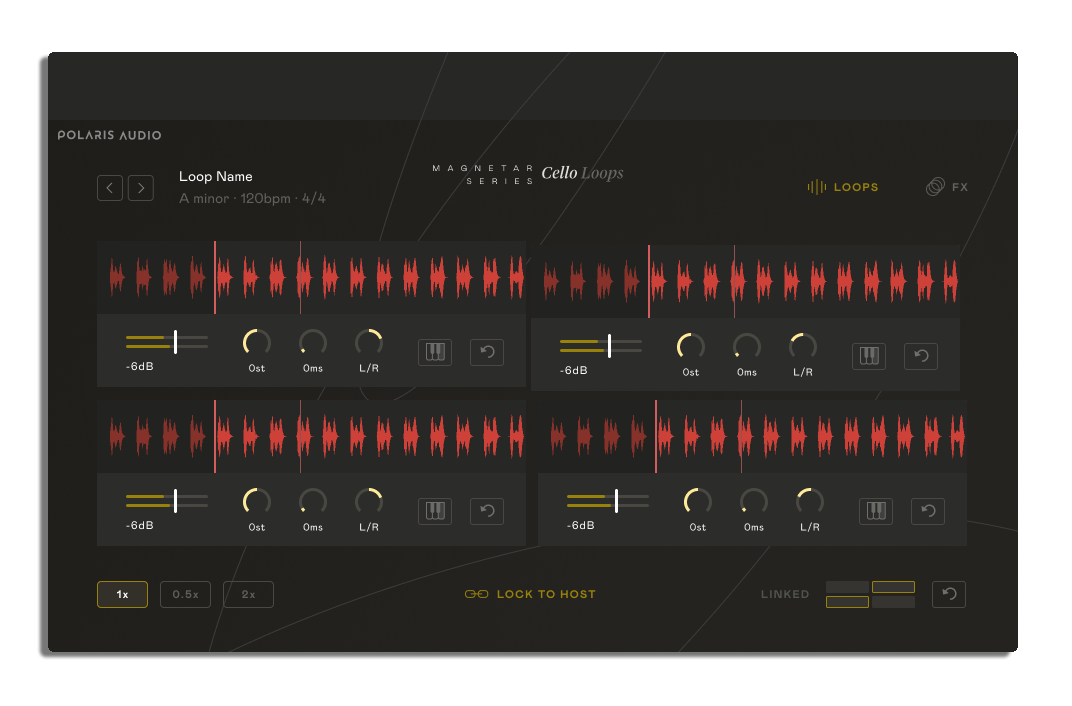 POLARIS AUDIO
MAGNETAR SERIES Cello Loops
Loop Name
A minor · 120bpm · 4/4
LOOPS FX
-6dB 0st 0ms L/R
-6dB 0st 0ms L/R
-6dB 0st 0ms L/R
-6dB 0st 0ms L/R
1x 0.5x 2x
LOCK TO HOST
LINKED